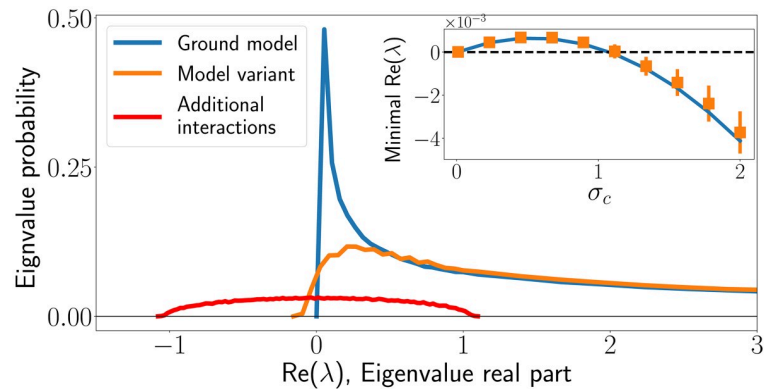 0.50
0.25
0.00
Eignvalue probability
Ground model
Model variant
Additional
interactions
×10⁻³
0
−2
−4
Minimal Re(λ)
0
1
2
σ_c
−1
0
1
2
3
Re(λ), Eigenvalue real part